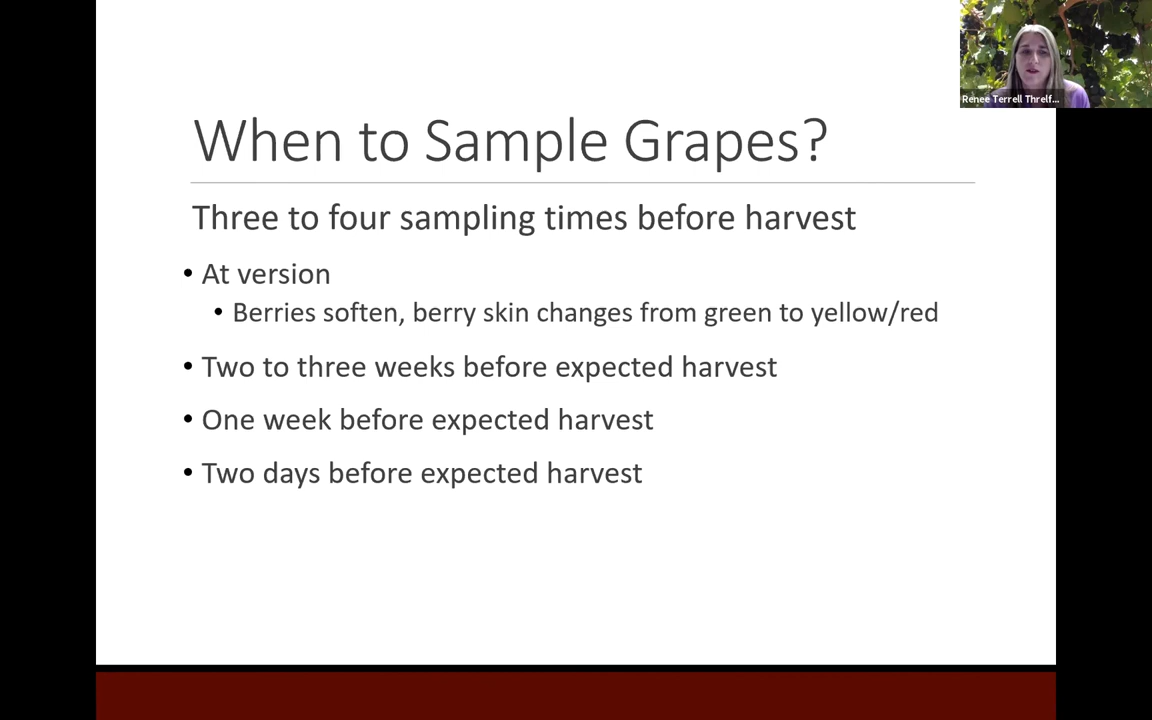 When to Sample Grapes?
Three to four sampling times before harvest
• At version
• Berries soften, berry skin changes from green to yellow/red
• Two to three weeks before expected harvest
• One week before expected harvest
• Two days before expected harvest
Renee Terrell Threlf...